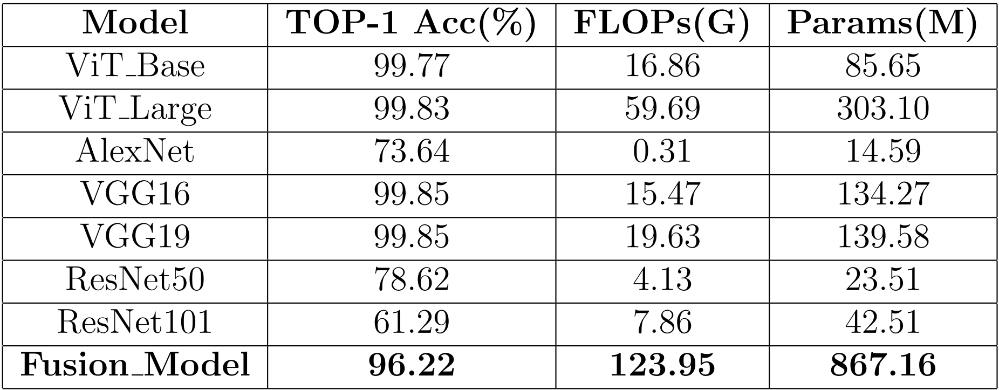 Model TOP-1 Acc(%) FLOPs(G) Params(M)
ViT_Base 99.77 16.86 85.65
ViT_Large 99.83 59.69 303.10
AlexNet 73.64 0.31 14.59
VGG16 99.85 15.47 134.27
VGG19 99.85 19.63 139.58
ResNet50 78.62 4.13 23.51
ResNet101 61.29 7.86 42.51
Fusion_Model 96.22 123.95 867.16